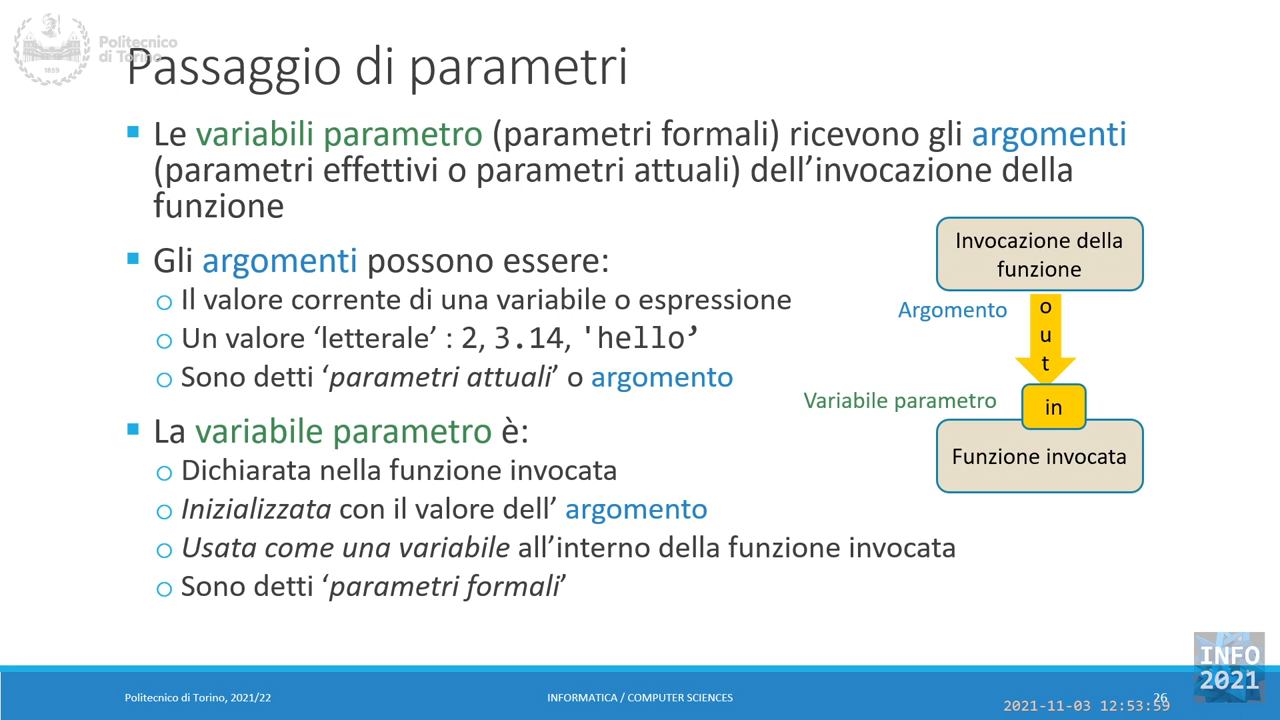 Politecnico
di Torino
1859
Passaggio di parametri
Le variabili parametro (parametri formali) ricevono gli argomenti
(parametri effettivi o parametri attuali) dell’invocazione della
funzione
Gli argomenti possono essere:
Il valore corrente di una variabile o espressione
Un valore ‘letterale’ : 2, 3.14, 'hello’
Sono detti ‘parametri attuali’ o argomento
La variabile parametro è:
Dichiarata nella funzione invocata
Inizializzata con il valore dell’ argomento
Usata come una variabile all’interno della funzione invocata
Sono detti ‘parametri formali’
Invocazione della
funzione
Argomento
o
u
t
Variabile parametro
in
Funzione invocata
Politecnico di Torino, 2021/22
INFORMATICA / COMPUTER SCIENCES
26
INFO
2021
2021-11-03 12:53:59